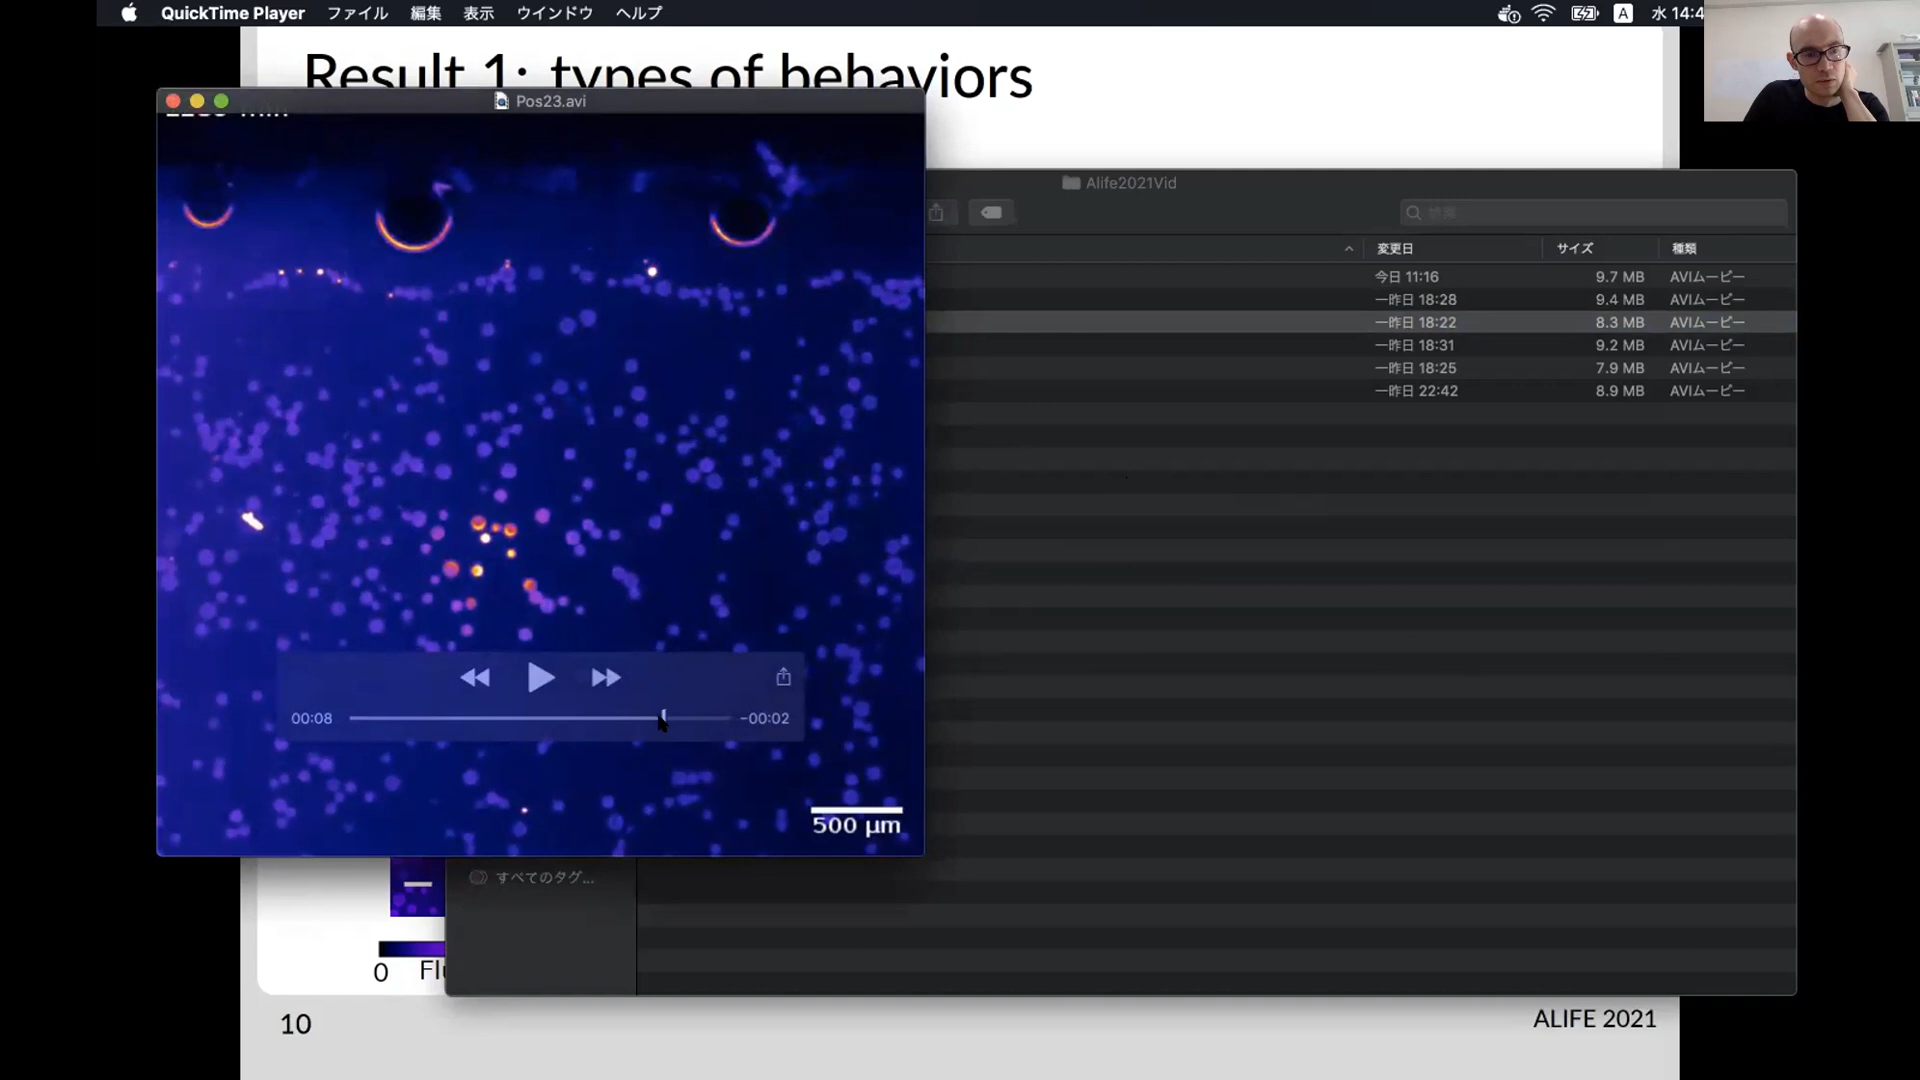 QuickTime Player ファイル 編集 表示 ウインドウ ヘルプ A 水 14:4
Result 1: types of behaviors
Pos23.avi
Alife2021Vid
検索
変更日 サイズ 種類
今日 11:16 9.7 MB AVIムービー
一昨日 18:28 9.4 MB AVIムービー
一昨日 18:22 8.3 MB AVIムービー
一昨日 18:31 9.2 MB AVIムービー
一昨日 18:25 7.9 MB AVIムービー
一昨日 22:42 8.9 MB AVIムービー
00:08 -00:02
500 µm
すべてのタグ...
0 Flu
10
ALIFE 2021